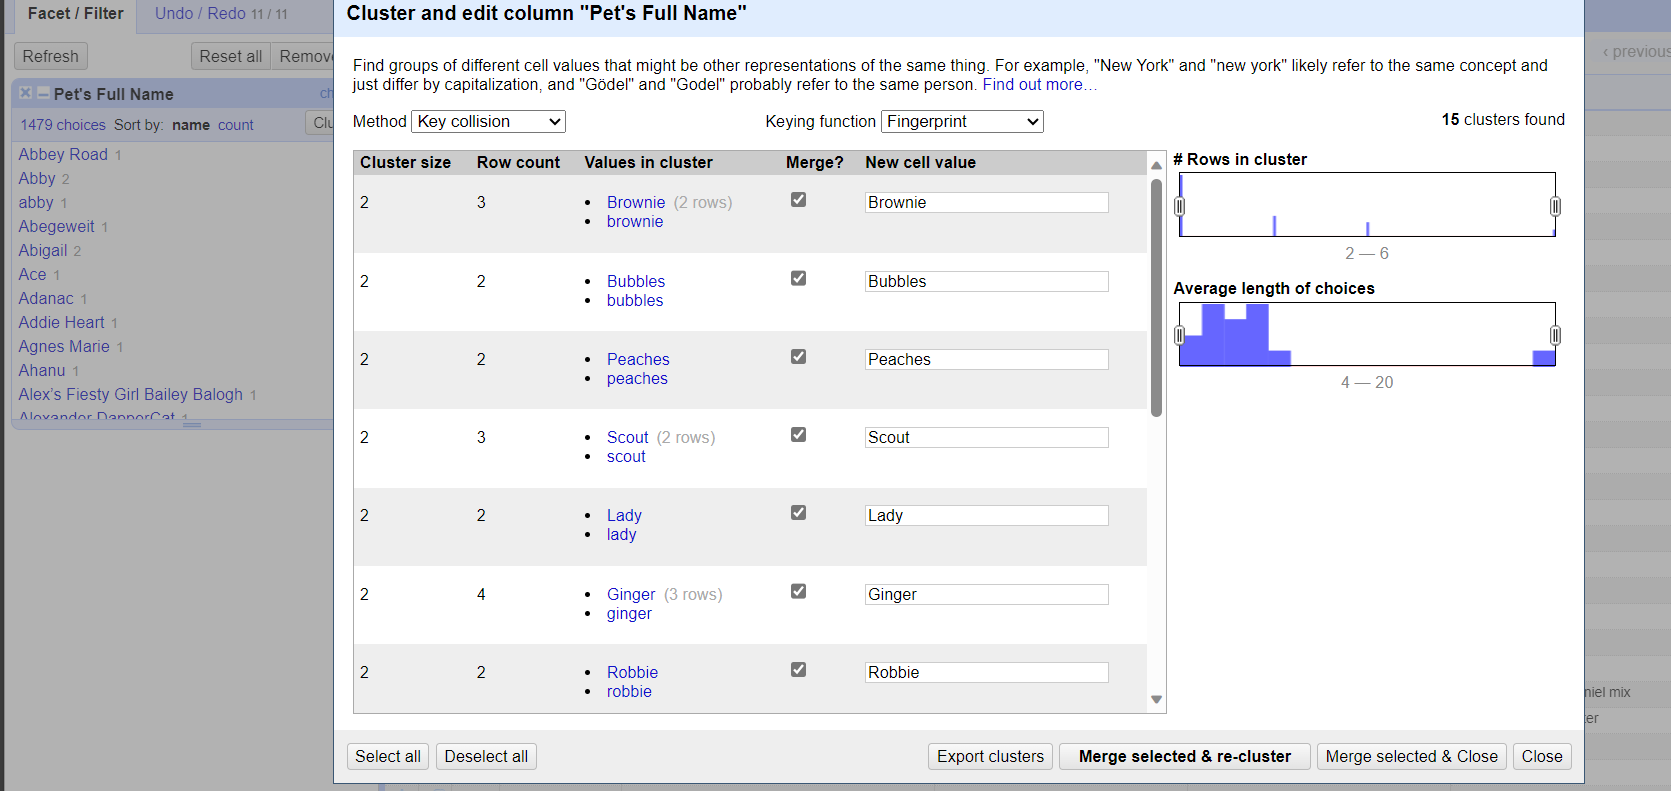 Facet / Filter
Undo / Redo 11 / 11
Refresh
Reset all
Remove
Pet's Full Name
ch
1479 choices Sort by: name count
Clu
Abbey Road 1
Abby 2
abby 1
Abegeweit 1
Abigail 2
Ace 1
Adanac 1
Addie Heart 1
Agnes Marie 1
Ahanu 1
Alex's Fiesty Girl Bailey Balogh 1
Alexander DapperCat 1
Cluster and edit column "Pet's Full Name"
Find groups of different cell values that might be other representations of the same thing. For example, "New York" and "new york" likely refer to the same concept and
just differ by capitalization, and "Gödel" and "Godel" probably refer to the same person. Find out more…
Method Key collision
Keying function Fingerprint
15 clusters found
Cluster size Row count Values in cluster Merge? New cell value
2 3 • Brownie (2 rows) Brownie
• brownie
2 2 • Bubbles Bubbles
• bubbles
2 2 • Peaches Peaches
• peaches
2 3 • Scout (2 rows) Scout
• scout
2 2 • Lady Lady
• lady
2 4 • Ginger (3 rows) Ginger
• ginger
2 2 • Robbie Robbie
• robbie
# Rows in cluster
2 — 6
Average length of choices
4 — 20
Select all
Deselect all
Export clusters
Merge selected & re-cluster
Merge selected & Close
Close
‹ previous
niel mix
er